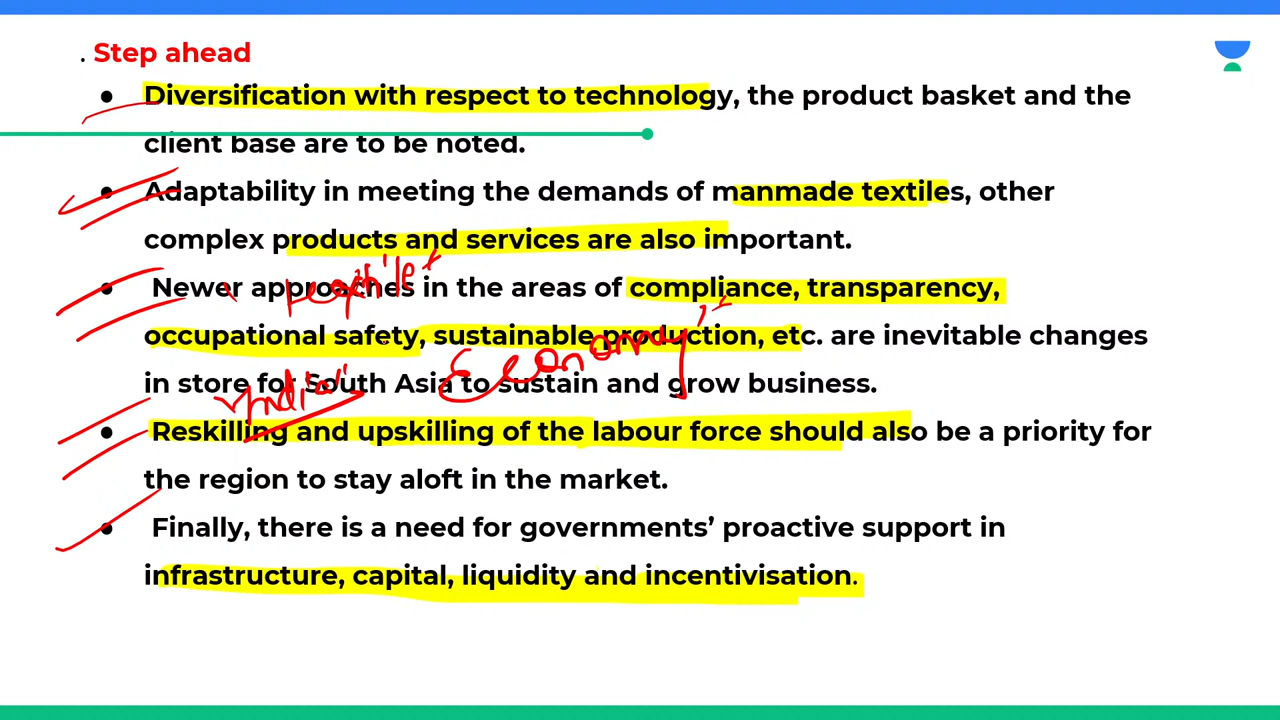 . Step ahead
● Diversification with respect to technology, the product basket and the
client base are to be noted.
● Adaptability in meeting the demands of manmade textiles, other
complex products and services are also important.
textile
● Newer approaches in the areas of compliance, transparency,
occupational safety, sustainable production, etc. are inevitable changes
Economy
in store for South Asia to sustain and grow business.
India
● Reskilling and upskilling of the labour force should also be a priority for
the region to stay aloft in the market.
● Finally, there is a need for governments’ proactive support in
infrastructure, capital, liquidity and incentivisation.